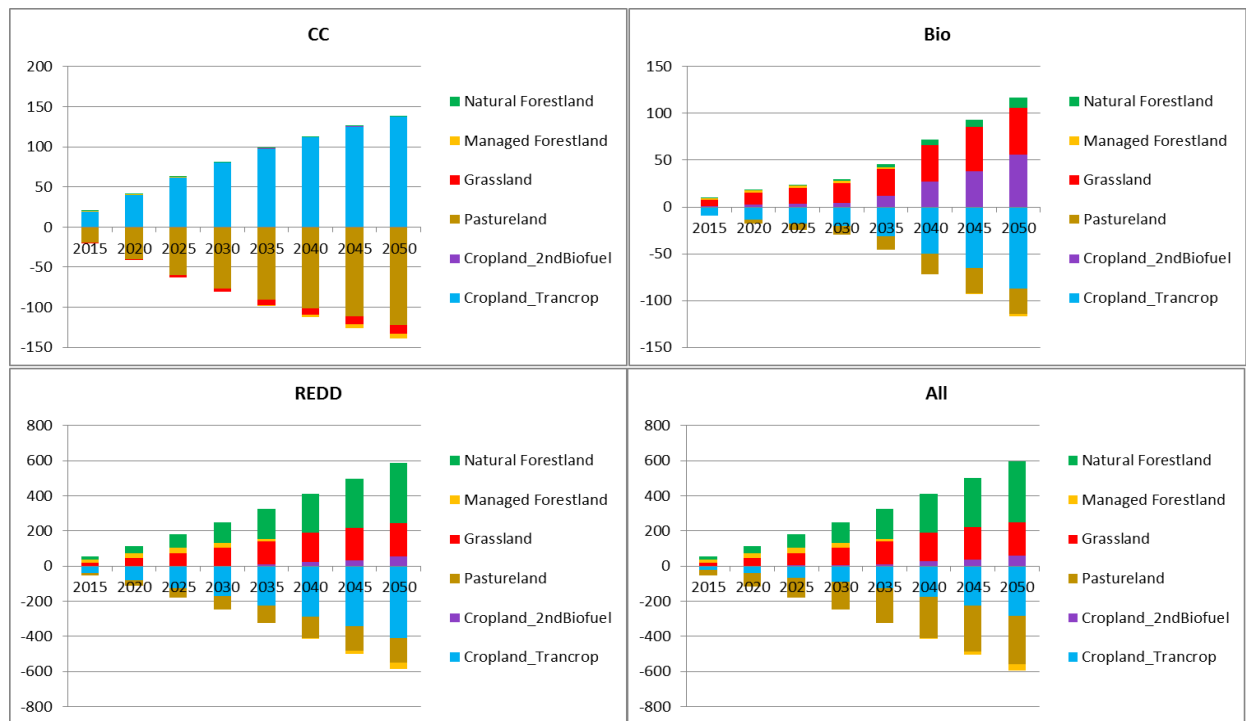 CC
200
150
100
50
0
-50
-100
-150
2015 2020 2025 2030 2035 2040 2045 2050
Natural Forestland
Managed Forestland
Grassland
Pastureland
Cropland_2ndBiofuel
Cropland_Trancrop
Bio
150
100
50
0
-50
-100
-150
2015 2020 2025 2030 2035 2040 2045 2050
Natural Forestland
Managed Forestland
Grassland
Pastureland
Cropland_2ndBiofuel
Cropland_Trancrop
REDD
800
600
400
200
0
-200
-400
-600
-800
2015 2020 2025 2030 2035 2040 2045 2050
Natural Forestland
Managed Forestland
Grassland
Pastureland
Cropland_2ndBiofuel
Cropland_Trancrop
All
800
600
400
200
0
-200
-400
-600
-800
2015 2020 2025 2030 2035 2040 2045 2050
Natural Forestland
Managed Forestland
Grassland
Pastureland
Cropland_2ndBiofuel
Cropland_Trancrop